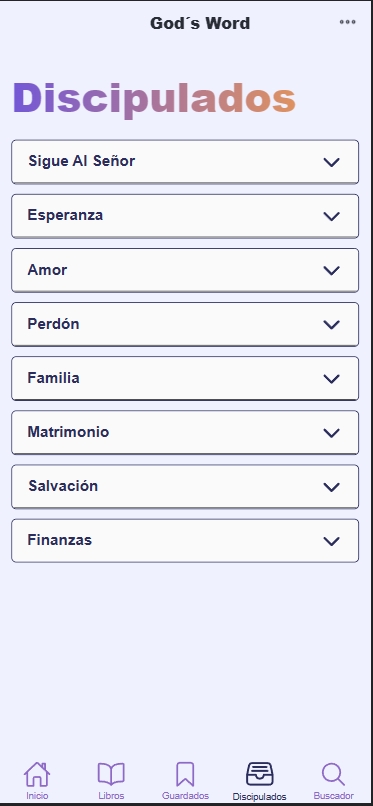 God´s Word
Discipulados
Sigue Al Señor
Esperanza
Amor
Perdón
Familia
Matrimonio
Salvación
Finanzas
Inicio
Libros
Guardados
Discipulados
Buscador